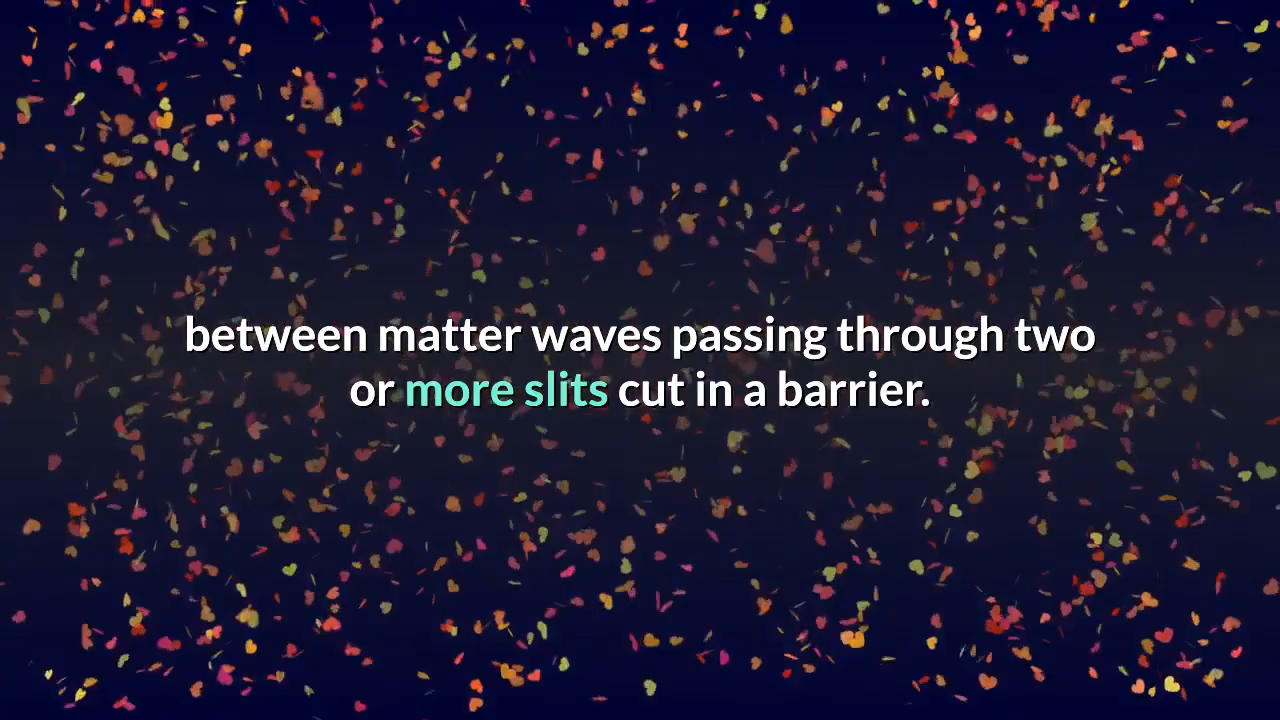 between matter waves passing through two
or more slits cut in a barrier.